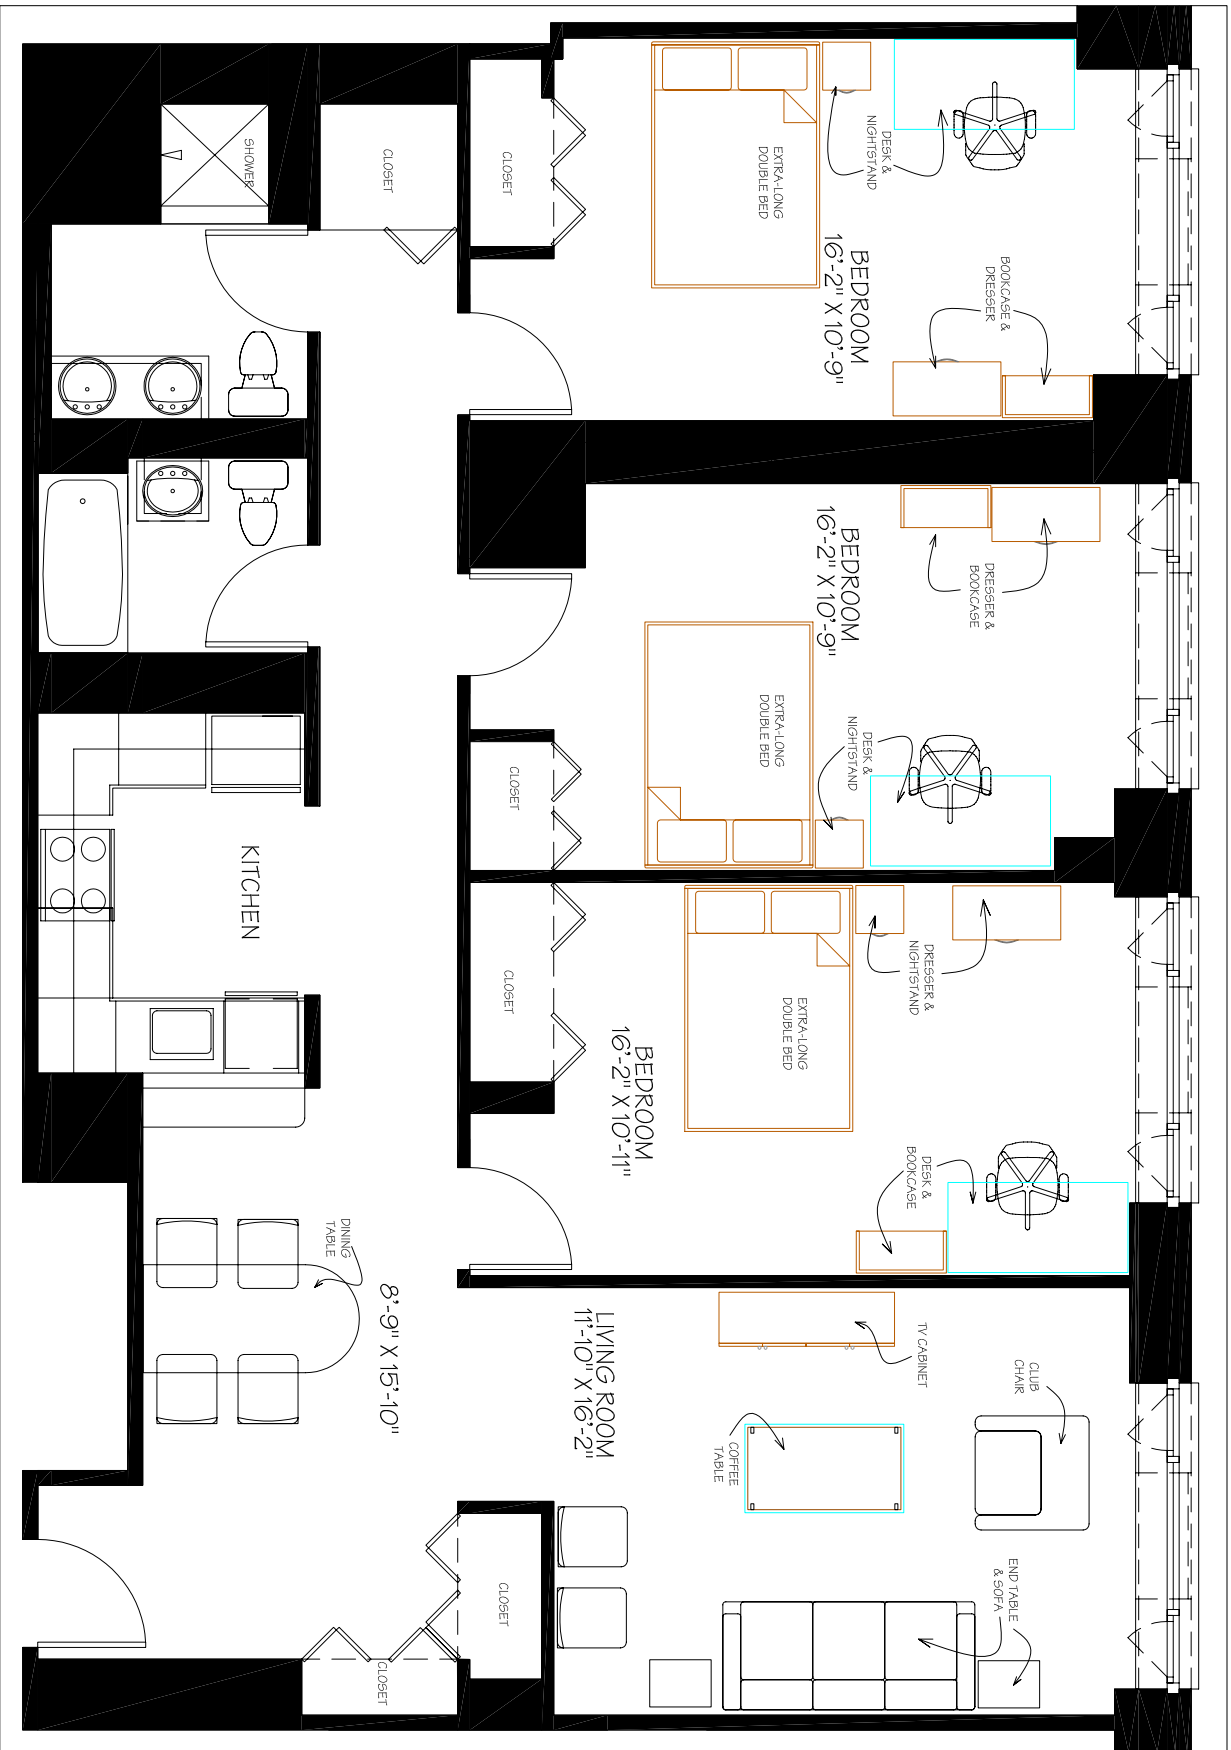 SHOWER
CLOSET
CLOSET
EXTRA-LONG
DOUBLE BED
DESK &
NIGHTSTAND
BEDROOM
16'-2" X 10'-9"
BOOKCASE &
DRESSER
BEDROOM
16'-2" X 10'-9"
DRESSER &
BOOKCASE
EXTRA-LONG
DOUBLE BED
DESK &
NIGHTSTAND
CLOSET
KITCHEN
CLOSET
DRESSER &
NIGHTSTAND
EXTRA-LONG
DOUBLE BED
BEDROOM
16'-2" X 10'-11"
DESK &
BOOKCASE
DINING
TABLE
8'-9" X 15'-10"
LIVING ROOM
11'-10" X 16'-2"
TV CABINET
CLUB
CHAIR
COFFEE
TABLE
END TABLE
& SOFA
CLOSET
CLOSET